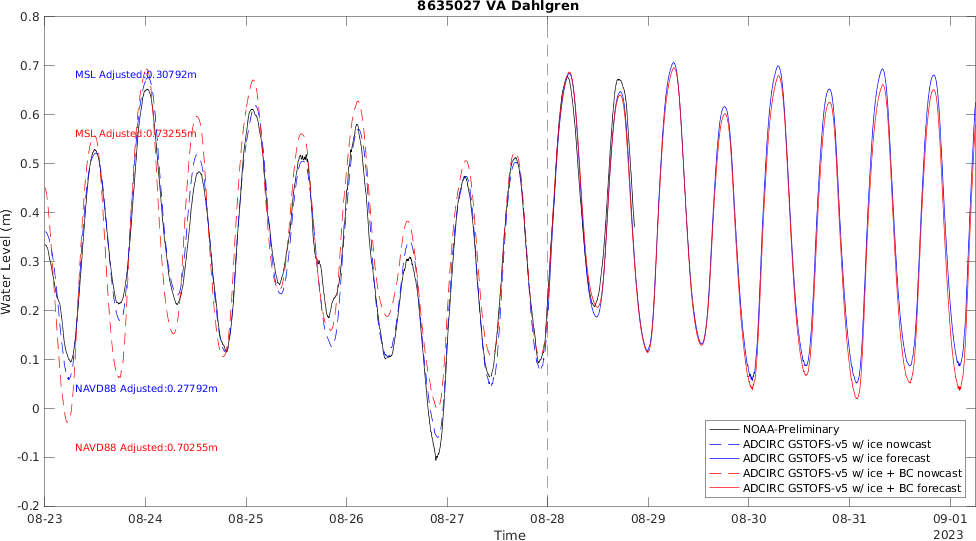 8635027 VA Dahlgren
0.8
0.7
0.6
0.5
0.4
0.3
0.2
0.1
0
-0.1
-0.2
Water Level (m)
MSL Adjusted:0.30792m
MSL Adjusted:0.73255m
NAVD88 Adjusted:0.27792m
NAVD88 Adjusted:0.70255m
NOAA-Preliminary
ADCIRC GSTOFS-v5 w/ ice nowcast
ADCIRC GSTOFS-v5 w/ ice forecast
ADCIRC GSTOFS-v5 w/ice + BC nowcast
ADCIRC GSTOFS-v5 w/ice + BC forecast
08-23 08-24 08-25 08-26 08-27 08-28 08-29 08-30 08-31 09-01
Time
2023